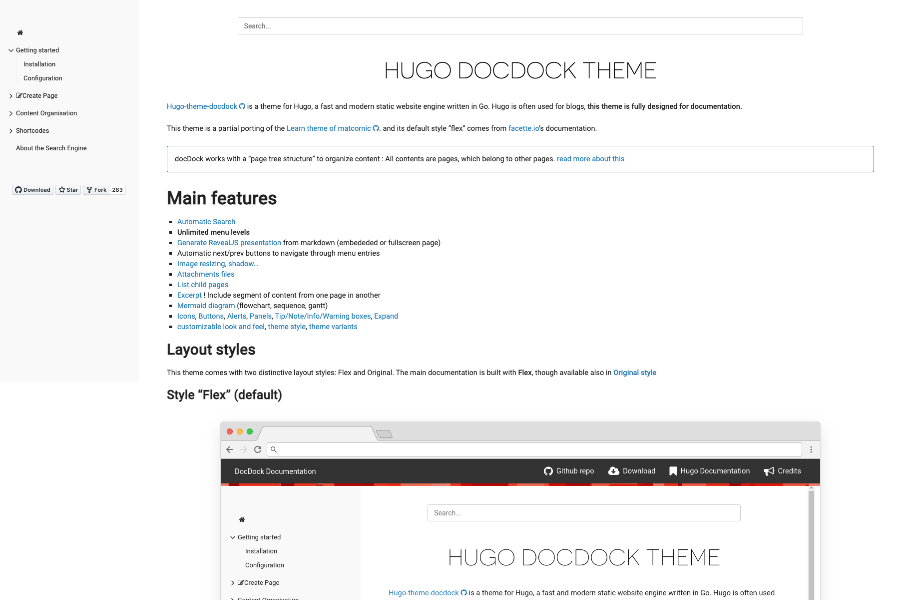 Getting started
Installation
Configuration
Create Page
Content Organisation
Shortcodes
About the Search Engine
Download
Star
Fork
263
Search...
HUGO DOCDOCK THEME
Hugo-theme-docdock is a theme for Hugo, a fast and modern static website engine written in Go. Hugo is often used for blogs, this theme is fully designed for documentation.
This theme is a partial porting of the Learn theme of matcornic . and its default style “flex” comes from facette.io’s documentation.
docDock works with a “page tree structure” to organize content : All contents are pages, which belong to other pages. read more about this
Main features
Automatic Search
Unlimited menu levels
Generate RevealJS presentation from markdown (embededed or fullscreen page)
Automatic next/prev buttons to navigate through menu entries
Image resizing, shadow...
Attachments files
List child pages
Excerpt ! Include segment of content from one page in another
Mermaid diagram (flowchart, sequence, gantt)
Icons, Buttons, Alerts, Panels, Tip/Note/Info/Warning boxes, Expand
customizable look and feel, theme style, theme variants
Layout styles
This theme comes with two distinctive layout styles: Flex and Original. The main documentation is built with Flex, though available also in Original style
Style “Flex” (default)
DocDock Documentation
Github repo
Download
Hugo Documentation
Credits
Search...
Getting started
Installation
Configuration
Create Page
Content Organisation
HUGO DOCDOCK THEME
Hugo-theme-docdock is a theme for Hugo, a fast and modern static website engine written in Go. Hugo is often used